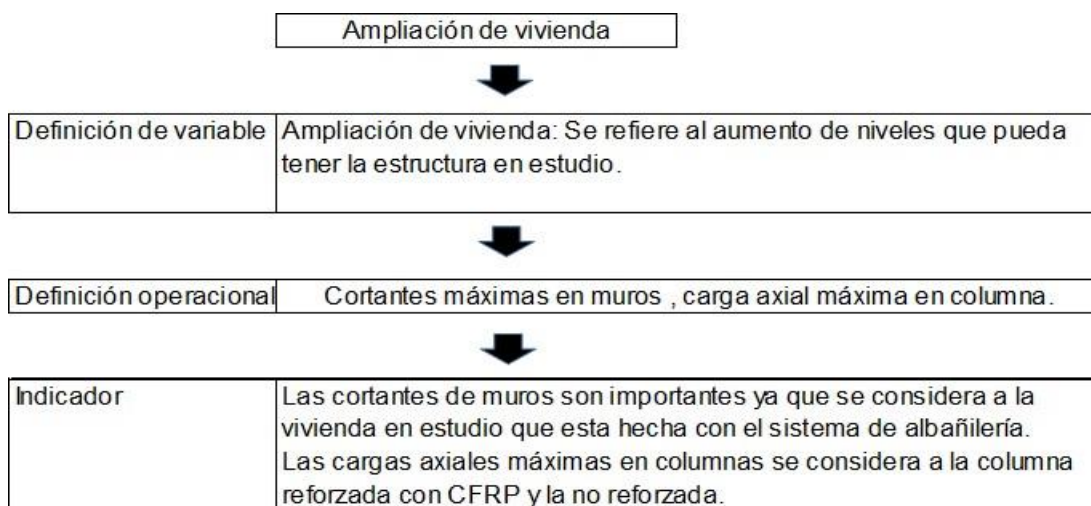 Ampliación de vivienda
Definición de variable
Ampliación de vivienda: Se refiere al aumento de niveles que pueda
tener la estructura en estudio.
Definición operacional
Cortantes máximas en muros , carga axial máxima en columna.
Indicador
Las cortantes de muros son importantes ya que se considera a la
vivienda en estudio que esta hecha con el sistema de albañilería.
Las cargas axiales máximas en columnas se considera a la columna
reforzada con CFRP y la no reforzada.